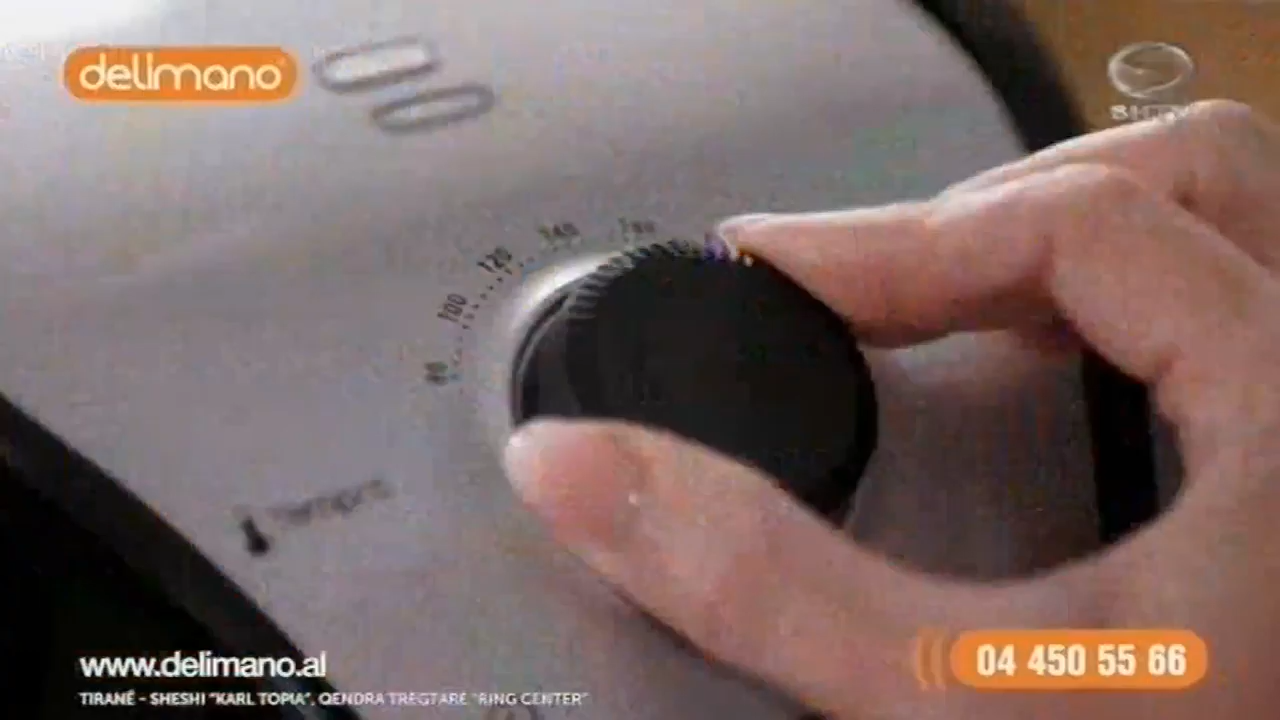 delimano
80
100
120
140
www.delimano.al
TIRANË - SHESHI "KARL TOPIA", QENDRA TREGTARE "RING CENTER"
04 450 55 66